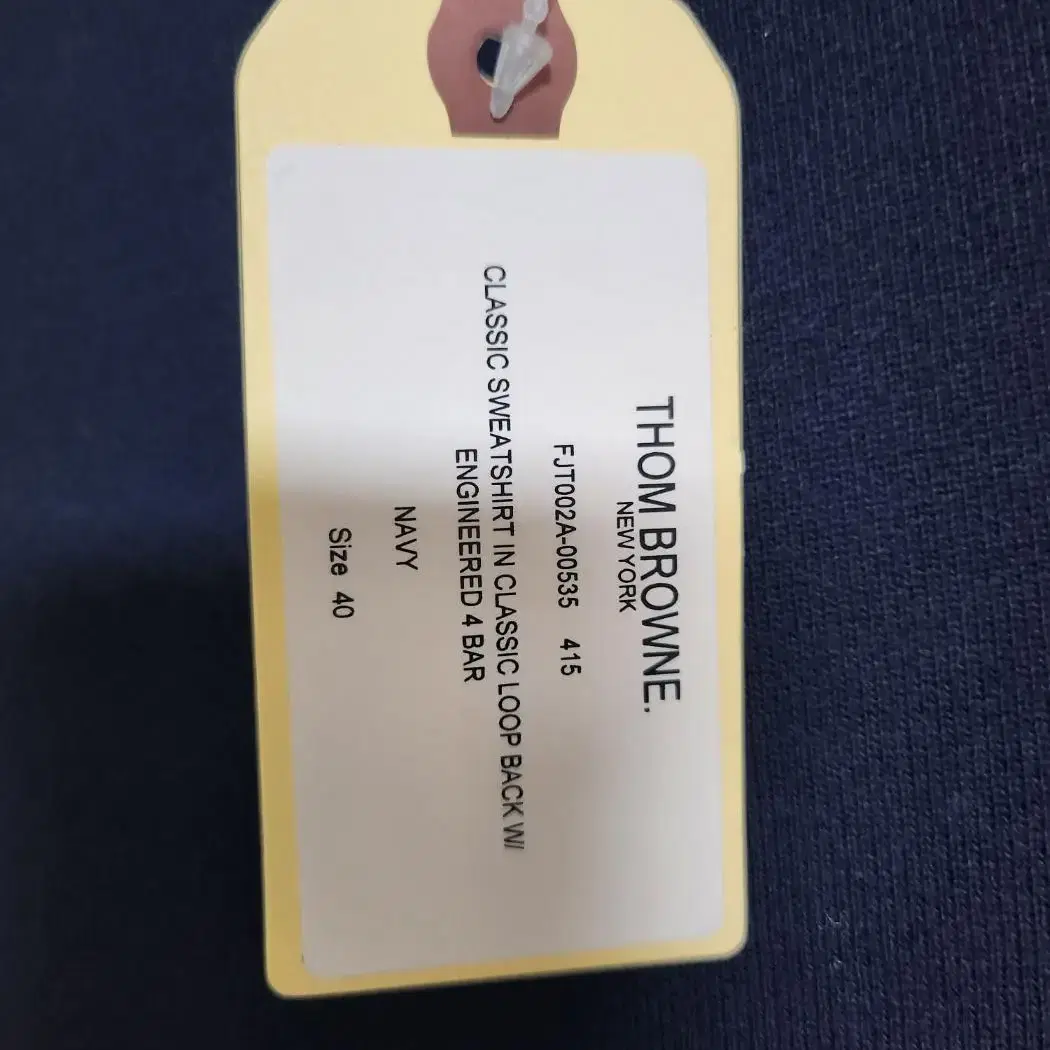 THOM BROWNE.
NEW YORK
FJT002A-00535 415
CLASSIC SWEATSHIRT IN CLASSIC LOOP BACK W/
ENGINEERED 4 BAR
NAVY
Size 40